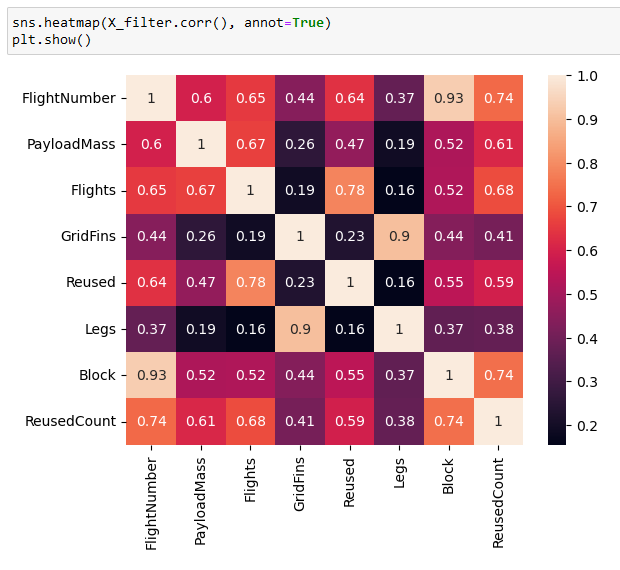 sns.heatmap(X_filter.corr(), annot=True)
plt.show()
FlightNumber 1 0.6 0.65 0.44 0.64 0.37 0.93 0.74
PayloadMass 0.6 1 0.67 0.26 0.47 0.19 0.52 0.61
Flights 0.65 0.67 1 0.19 0.78 0.16 0.52 0.68
GridFins 0.44 0.26 0.19 1 0.23 0.9 0.44 0.41
Reused 0.64 0.47 0.78 0.23 1 0.16 0.55 0.59
Legs 0.37 0.19 0.16 0.9 0.16 1 0.37 0.38
Block 0.93 0.52 0.52 0.44 0.55 0.37 1 0.74
ReusedCount 0.74 0.61 0.68 0.41 0.59 0.38 0.74 1
FlightNumber
PayloadMass
Flights
GridFins
Reused
Legs
Block
ReusedCount
1.0
0.9
0.8
0.7
0.6
0.5
0.4
0.3
0.2